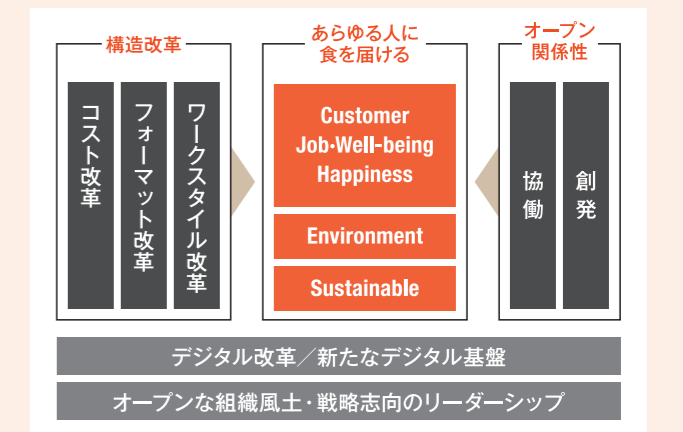 構造改革
コスト改革
フォーマット改革
ワークスタイル改革
あらゆる人に
食を届ける
Customer
Job・Well-being
Happiness
Environment
Sustainable
オープン
関係性
協働
創発
デジタル改革／新たなデジタル基盤
オープンな組織風土・戦略志向のリーダーシップ